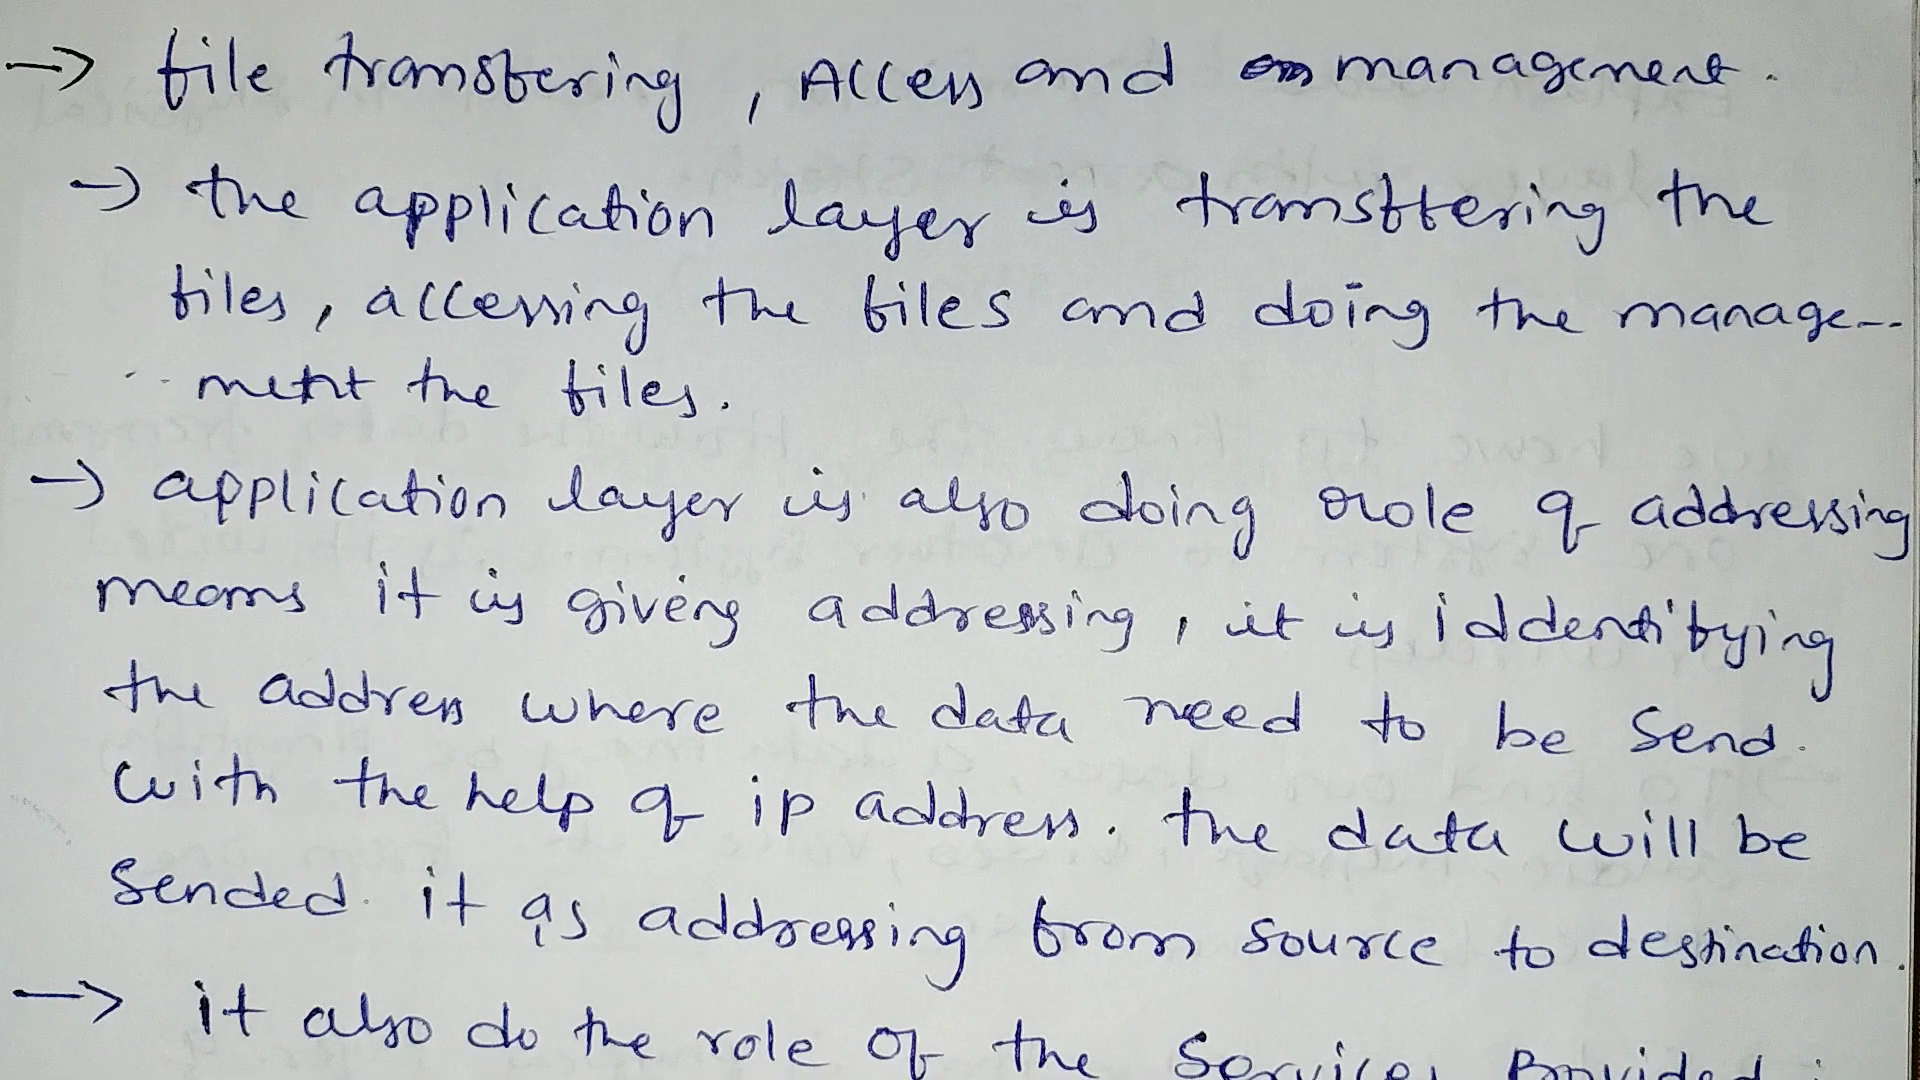 → file transfering, Access and management.
→ the application layer is transffering the
files, accessing the files and doing the manage--
-- ment the files.
→ application layer is also doing role of addressing
means it is giving addressing, it is iddentifying
the address where the data need to be send.
with the help of ip address. the data will be
sended. it is addressing from source to destination.
→ it also do the role of the services Provided